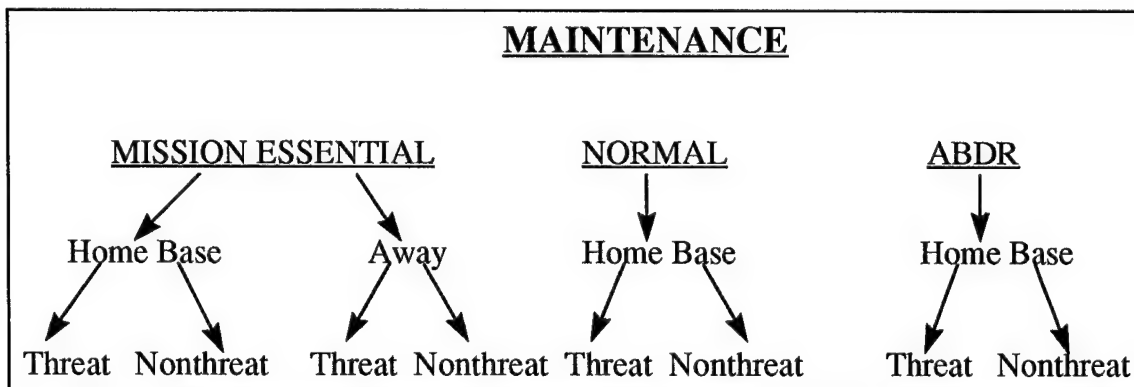 MAINTENANCE
MISSION ESSENTIAL NORMAL ABDR
Home Base Away Home Base Home Base
Threat Nonthreat Threat Nonthreat Threat Nonthreat Threat Nonthreat